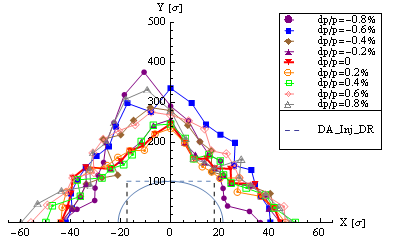 Y [σ]
500
400
300
200
100
−60
−40
−20
0
20
40
60
X [σ]
dp/p=−0.8%
dp/p=−0.6%
dp/p=−0.4%
dp/p=−0.2%
dp/p=0
dp/p=0.2%
dp/p=0.4%
dp/p=0.6%
dp/p=0.8%
DA_Inj_DR